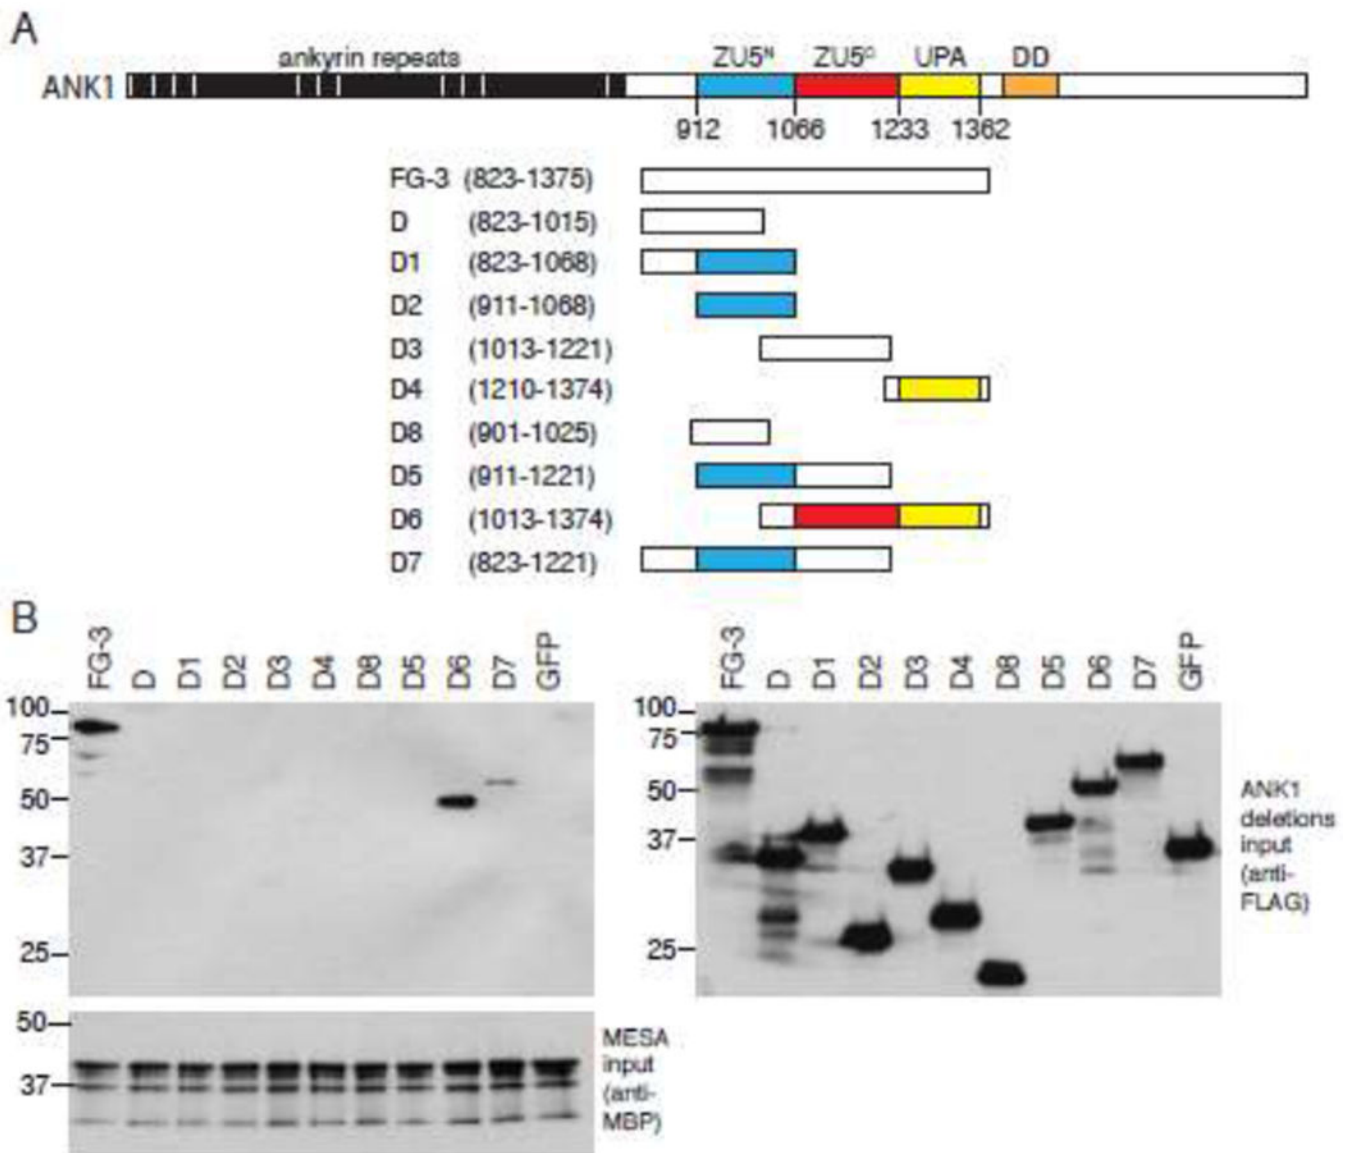 A
ankyrin repeats ZU5ᴺ ZU5ᶜ UPA DD
ANK1
912 1066 1233 1362
FG-3 (823-1375)
D (823-1015)
D1 (823-1068)
D2 (911-1068)
D3 (1013-1221)
D4 (1210-1374)
D8 (901-1025)
D5 (911-1221)
D6 (1013-1374)
D7 (823-1221)
B
FG-3 D D1 D2 D3 D4 D8 D5 D6 D7 GFP
100
75
50
37
25
FG-3 D D1 D2 D3 D4 D8 D5 D6 D7 GFP
100
75
50
37
25
ANK1
deletions
input
(anti-
FLAG)
50
37
MESA
input
(anti-
MBP)